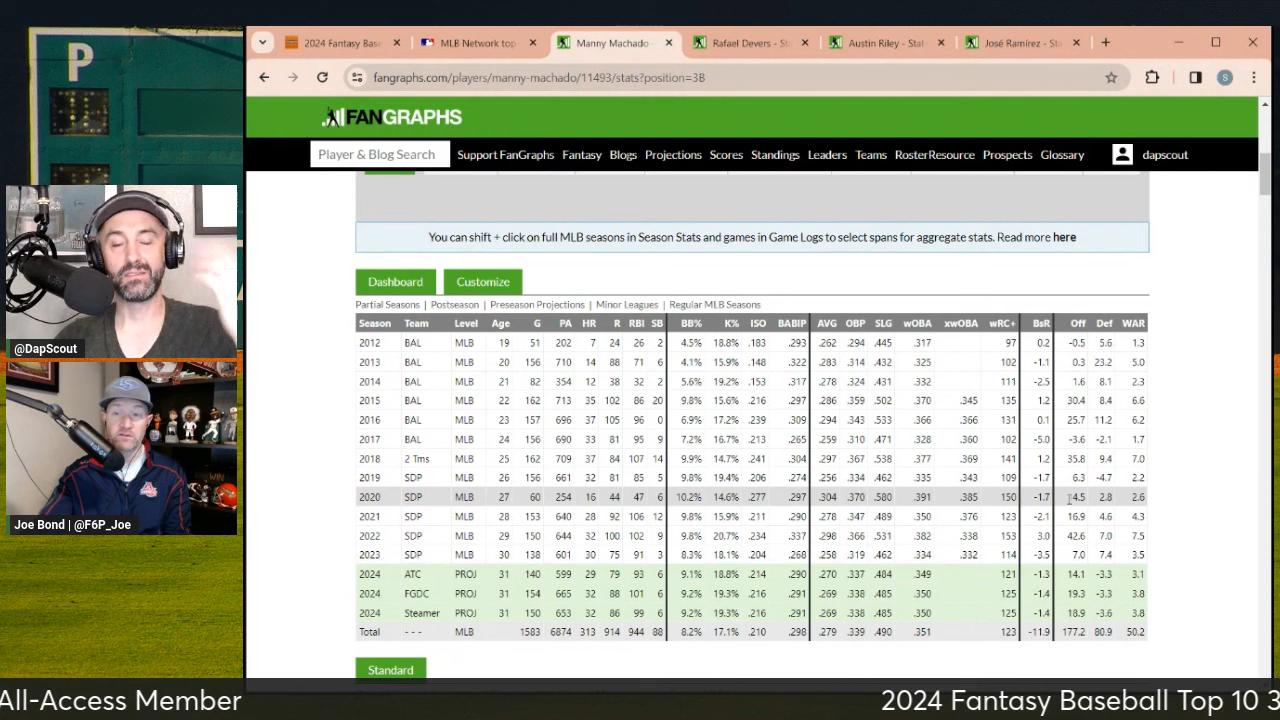 P
2024 Fantasy Base
MLB Network top
Manny Machado
Rafael Devers - St
Austin Riley - Stat
José Ramírez - Sta
fangraphs.com/players/manny-machado/11493/stats?position=3B
S
FANGRAPHS
Player & Blog Search
Support FanGraphs Fantasy Blogs Projections Scores Standings Leaders Teams RosterResource Prospects Glossary dapscout
You can shift + click on full MLB seasons in Season Stats and games in Game Logs to select spans for aggregate stats. Read more here
Dashboard Customize
Partial Seasons | Postseason | Preseason Projections | Minor Leagues | Regular MLB Seasons
Season Team Level Age G PA HR R RBI SB BB% K% ISO BABIP AVG OBP SLG wOBA xwOBA wRC+ BsR Off Def WAR
2012 BAL MLB 19 51 202 7 24 26 2 4.5% 18.8% .183 .293 .262 .294 .445 .317 97 0.2 -0.5 5.6 1.3
2013 BAL MLB 20 156 710 14 88 71 6 4.1% 15.9% .148 .322 .283 .314 .432 .325 102 -1.1 0.3 23.2 5.0
2014 BAL MLB 21 82 354 12 38 32 2 5.6% 19.2% .153 .317 .278 .324 .431 .332 111 -2.5 1.6 8.1 2.3
2015 BAL MLB 22 162 713 35 102 86 20 9.8% 15.6% .216 .297 .286 .359 .502 .370 .345 135 1.2 30.4 8.4 6.6
2016 BAL MLB 23 157 696 37 105 96 0 6.9% 17.2% .239 .309 .294 .343 .533 .366 .366 131 0.1 25.7 11.2 6.2
2017 BAL MLB 24 156 690 33 81 95 9 7.2% 16.7% .213 .265 .259 .310 .471 .328 .360 102 -5.0 -3.6 -2.1 1.7
2018 2 Tms MLB 25 162 709 37 84 107 14 9.9% 14.7% .241 .304 .297 .367 .538 .377 .369 141 1.2 35.8 9.4 7.0
2019 SDP MLB 26 156 661 32 81 85 5 9.8% 19.4% .206 .274 .256 .334 .462 .335 .343 109 -1.7 6.3 -4.7 2.2
2020 SDP MLB 27 60 254 16 44 47 6 10.2% 14.6% .277 .297 .304 .370 .580 .391 .385 150 -1.7 14.5 2.8 2.6
2021 SDP MLB 28 153 640 28 92 106 12 9.8% 15.9% .211 .290 .278 .347 .489 .350 .376 123 -2.1 16.9 4.6 4.3
2022 SDP MLB 29 150 644 32 100 102 9 9.8% 20.7% .234 .337 .298 .366 .531 .382 .338 153 3.0 42.6 7.0 7.5
2023 SDP MLB 30 138 601 30 75 91 3 8.3% 18.1% .204 .268 .258 .319 .462 .334 .332 114 -3.5 7.0 7.4 3.5
2024 ATC PROJ 31 140 599 29 79 93 6 9.1% 18.8% .214 .290 .270 .337 .484 .349 121 -1.3 14.1 -3.3 3.1
2024 FGDC PROJ 31 154 665 32 88 101 6 9.2% 19.3% .216 .291 .269 .338 .485 .350 125 -1.4 19.3 -3.3 3.8
2024 Steamer PROJ 31 150 653 32 86 99 6 9.2% 19.3% .216 .291 .269 .338 .485 .350 125 -1.4 18.9 -3.6 3.8
Total - - - MLB 1583 6874 313 914 944 88 8.2% 17.1% .210 .298 .279 .339 .490 .351 123 -11.9 177.2 80.9 50.2
Standard
@DapScout
Joe Bond | @F6P_Joe
All-Access Member
2024 Fantasy Baseball Top 10 3